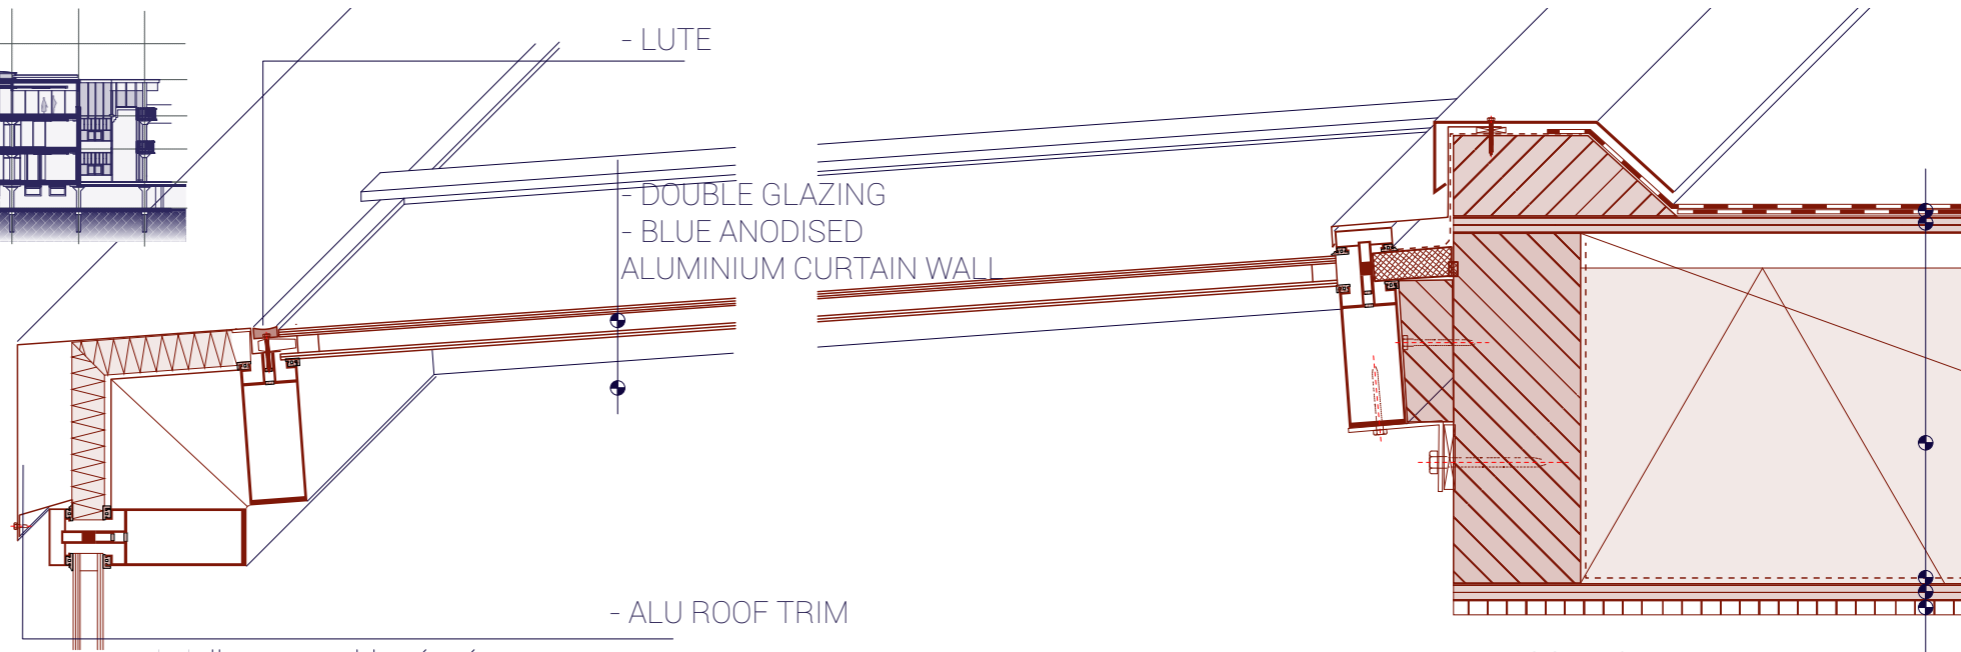 - LUTE
- DOUBLE GLAZING
- BLUE ANODISED
ALUMINIUM CURTAIN WALL
- ALU ROOF TRIM